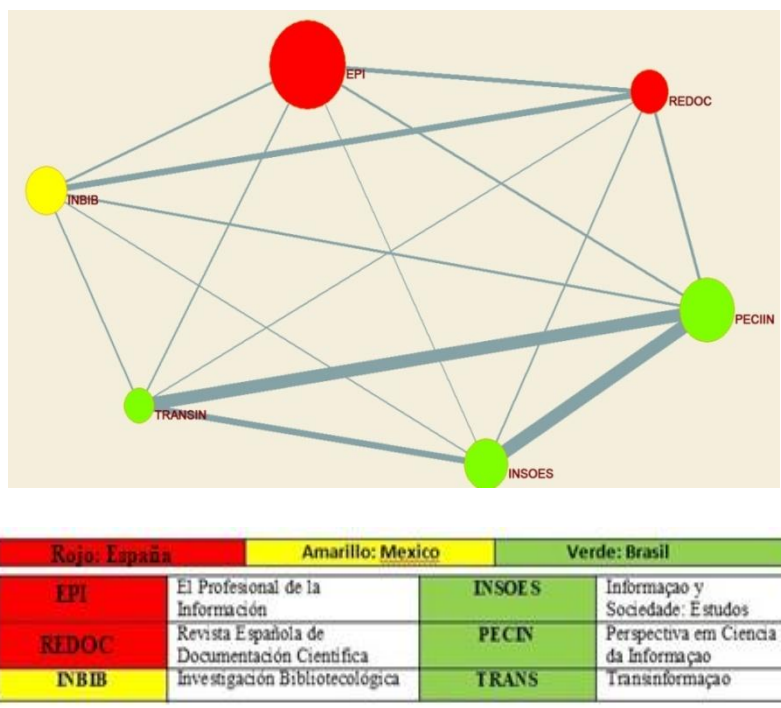 EPI
REDOC
INBIB
PECIIN
TRANSIN
INSOES
Rojo: España Amarillo: Mexico Verde: Brasil
EPI El Profesional de la INSOES Informaçao y
Información Sociedade: Estudos
REDOC Revista Española de PECIN Perspectiva em Ciencia
Documentación Cientifica da Informaçao
INBIB Investigación Bibliotecológica TRANS Transinformaçao